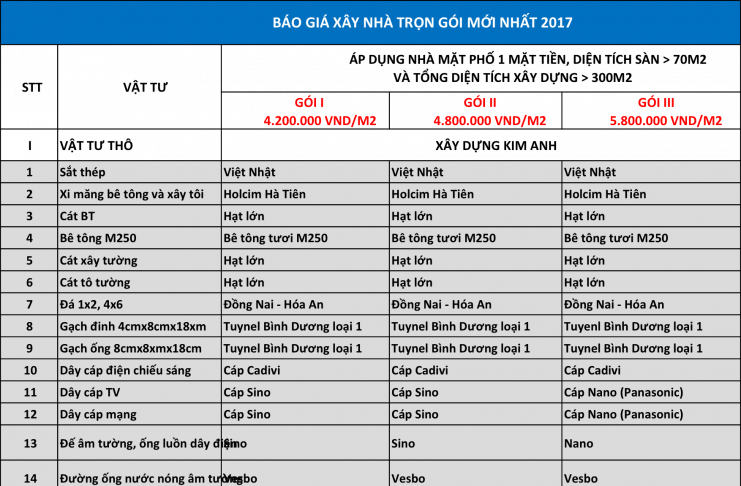 BÁO GIÁ XÂY NHÀ TRỌN GÓI MỚI NHẤT 2017
STT
VẬT TƯ
ÁP DỤNG NHÀ MẶT PHỐ 1 MẶT TIỀN, DIỆN TÍCH SÀN > 70M2
VÀ TỔNG DIỆN TÍCH XÂY DỰNG > 300M2
GÓI I GÓI II GÓI III
4.200.000 VND/M2 4.800.000 VND/M2 5.800.000 VND/M2
I VẬT TƯ THÔ XÂY DỰNG KIM ANH
1 Sắt thép Việt Nhật Việt Nhật Việt Nhật
2 Xi măng bê tông và xây tôi Holcim Hà Tiên Holcim Hà Tiên Holcim Hà Tiên
3 Cát BT Hạt lớn Hạt lớn Hạt lớn
4 Bê tông M250 Bê tông tươi M250 Bê tông tươi M250 Bê tông tươi M250
5 Cát xây tường Hạt lớn Hạt lớn Hạt lớn
6 Cát tô tường Hạt lớn Hạt lớn Hạt lớn
7 Đá 1x2, 4x6 Đồng Nai - Hóa An Đồng Nai - Hóa An Đồng Nai - Hóa An
8 Gạch đinh 4cmx8cmx18xm Tuynel Bình Dương loại 1 Tuynel Bình Dương loại 1 Tuyenl Bình Dương loại 1
9 Gạch ống 8cmx8xmx18cm Tuynel Bình Dương loại 1 Tuynel Bình Dương loại 1 Tuynel Bình Dương loại 1
10 Dây cáp điện chiếu sáng Cáp Cadivi Cáp Cadivi Cáp Cadivi
11 Dây cáp TV Cáp Sino Cáp Sino Cáp Nano (Panasonic)
12 Dây cáp mạng Cáp Sino Cáp Sino Cáp Nano (Panasonic)
13 Đế âm tường, ống luồn dây điện Sino Sino Nano
14 Đường ống nước nóng âm tường Vesbo Vesbo Vesbo